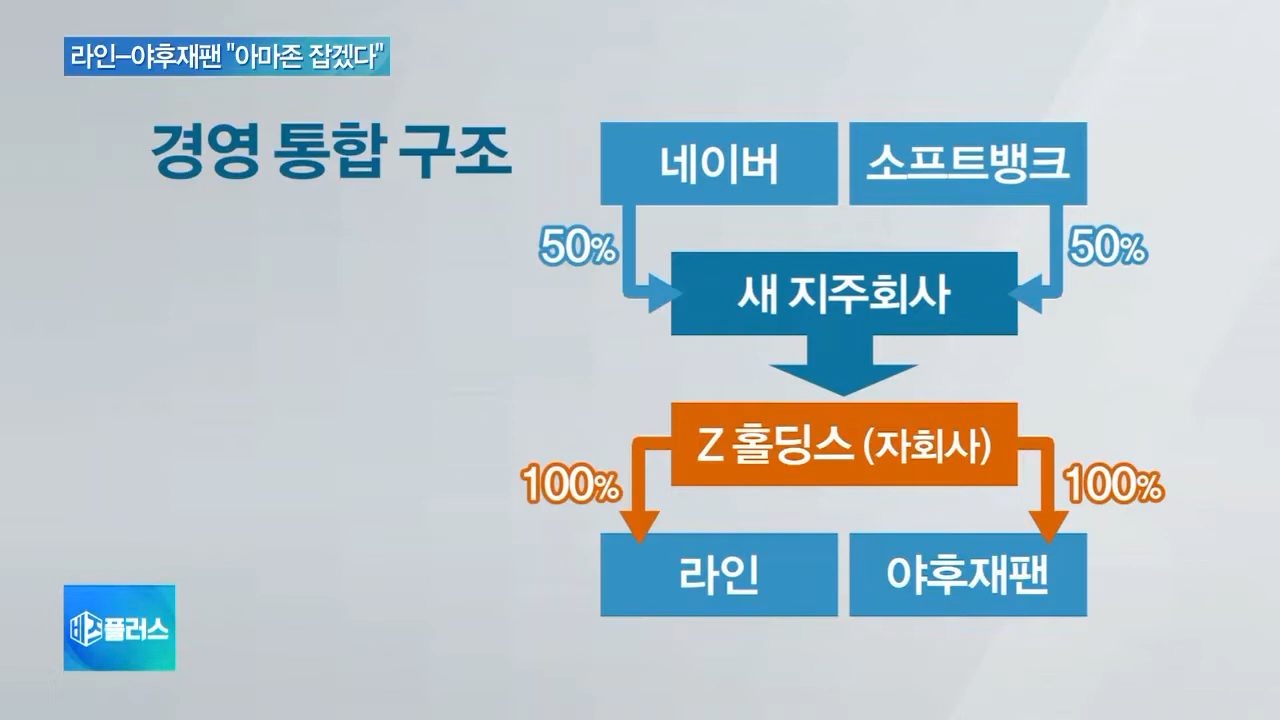 라인-야후재팬 "아마존 잡겠다"
경영 통합 구조
네이버
소프트뱅크
50%
50%
새 지주회사
Z 홀딩스 (자회사)
100%
100%
라인
야후재팬
비즈플러스